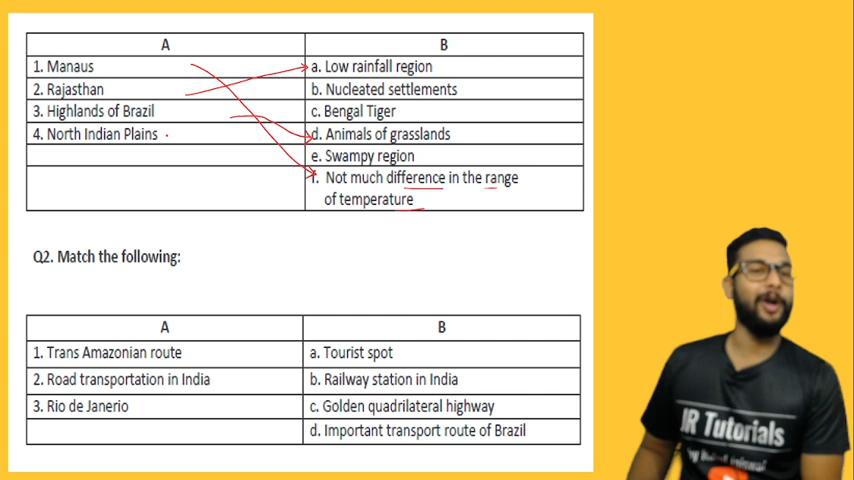 A B
1. Manaus a. Low rainfall region
2. Rajasthan b. Nucleated settlements
3. Highlands of Brazil c. Bengal Tiger
4. North Indian Plains d. Animals of grasslands
e. Swampy region
f. Not much difference in the range
of temperature
Q2. Match the following:
A B
1. Trans Amazonian route a. Tourist spot
2. Road transportation in India b. Railway station in India
3. Rio de Janerio c. Golden quadrilateral highway
d. Important transport route of Brazil
JR Tutorials